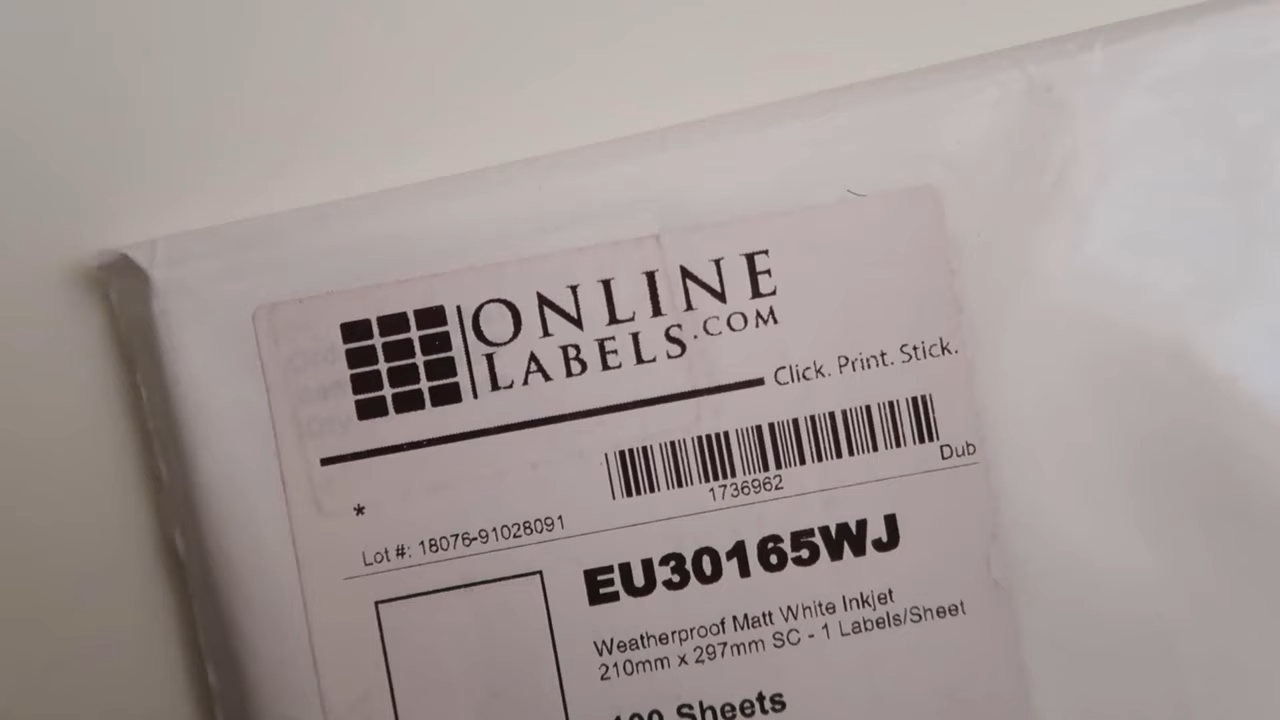 ONLINE
LABELS.COM
Click. Print. Stick.
1736962
Dub
*
Lot #: 18076-91028091
EU30165WJ
Weatherproof Matt White Inkjet
210mm x 297mm SC - 1 Labels/Sheet
100 Sheets